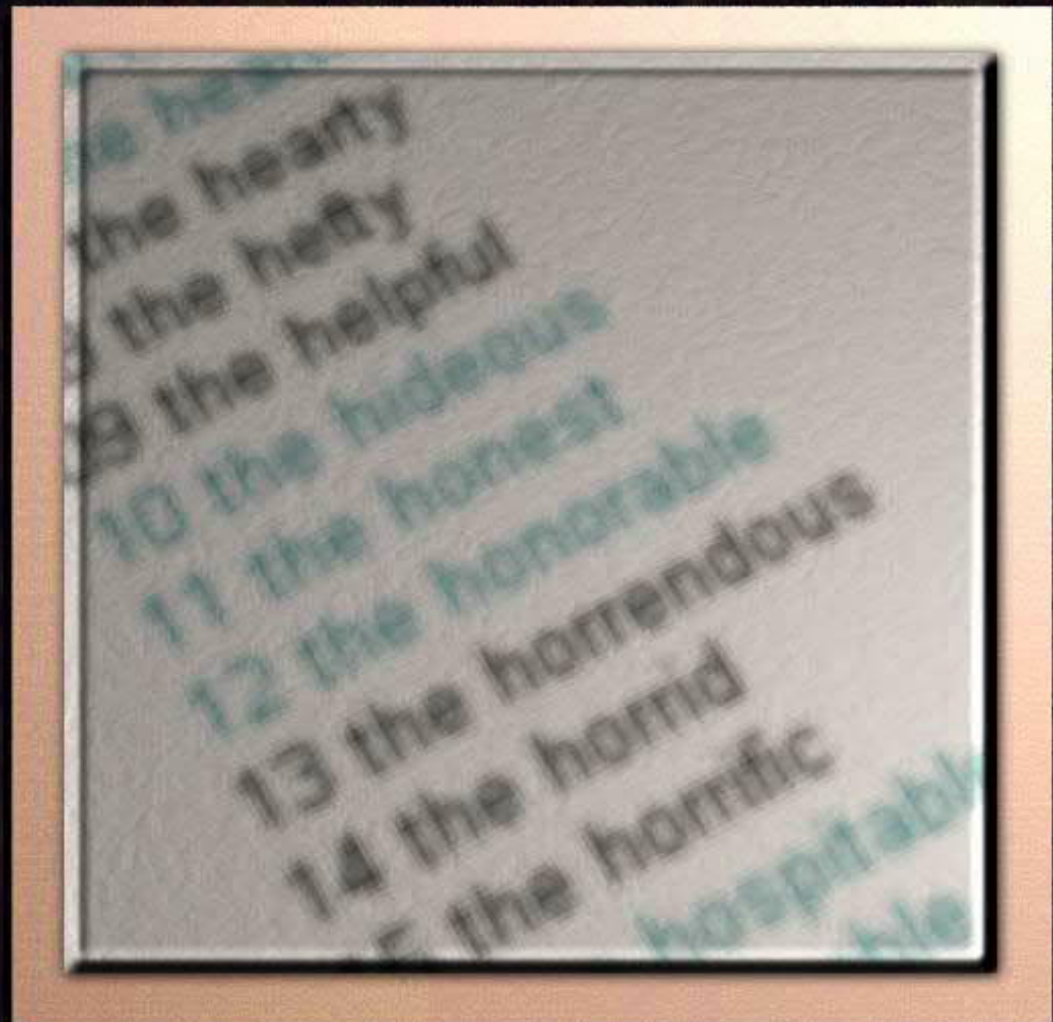 the hearty
the hefty
9 the helpful
10 the hideous
11 the honest
12 the honorable
13 the horrendous
14 the horrid
the horrific